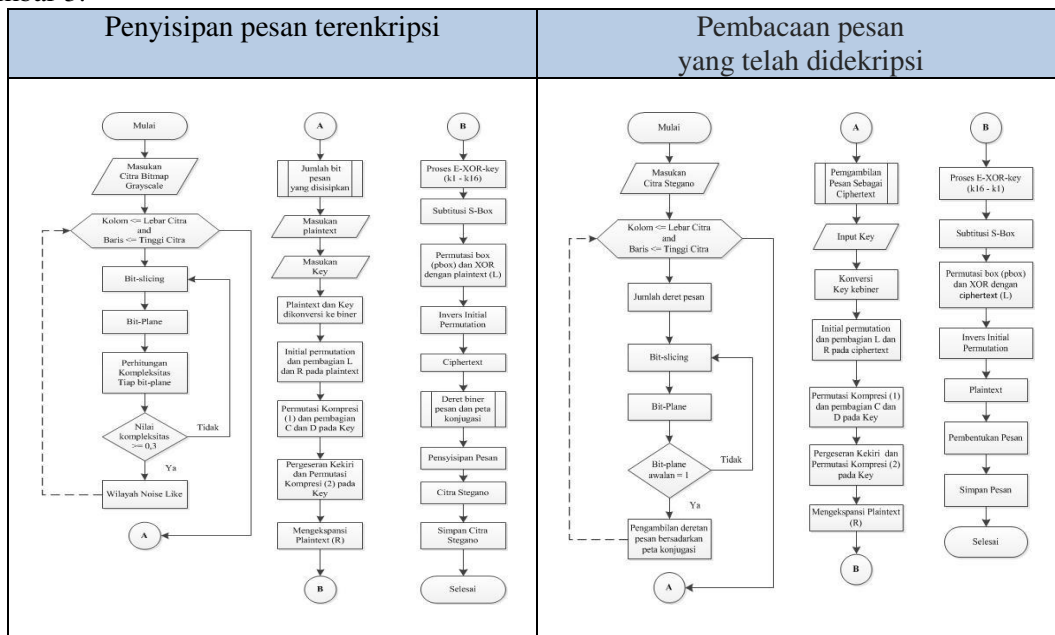 Penyisipan pesan terenkripsi
Mulai
Masukan
Citra Bitmap
Grayscale
Kolom <= Lebar Citra
and
Baris <= Tinggi Citra
Bit-slicing
Bit-Plane
Perhitungan
Kompleksitas
Tiap bit-plane
Nilai
kompleksitas
>= 0,3
Tidak
Ya
Wilayah Noise Like
A
A
Jumlah bit
pesan
yang disisipkan
Masukan
plaintext
Masukan
Key
Plaintext dan Key
dikonversi ke biner
Initial permutation
dan pembagian L
dan R pada plaintext
Permutasi Kompresi
(1) dan pembagian
C dan D pada Key
Pergeseran Kekiri
dan Permutasi
Kompresi (2) pada
Key
Mengekspansi
Plaintext (R)
B
B
Proses E-XOR-key
(k1 - k16)
Subtitusi S-Box
Permutasi box
(pbox) dan XOR
dengan plaintext (L)
Invers Initial
Permutation
Ciphertext
Deret biner
pesan dan peta
konjugasi
Pensyisipan Pesan
Citra Stegano
Simpan Citra
Stegano
Selesai
Pembacaan pesan
yang telah didekripsi
Mulai
Masukan
Citra Stegano
Kolom <= Lebar Citra
and
Baris <= Tinggi Citra
Jumlah deret pesan
Bit-slicing
Bit-Plane
Bit-plane
awalan = 1
Tidak
Ya
Pengambilan deretan
pesan bersadarkan
peta konjugasi
A
A
Pemgambilan
Pesan Sebagai
Ciphertext
Input Key
Konversi
Key kebiner
Initial permutation
dan pembagian L dan
R pada ciphertext
Permutasi Kompresi (1)
dan pembagian C dan
D pada Key
Pergeseran Kekiri dan
Permutasi Kompresi (2)
pada Key
Mengekspansi Plaintext
(R)
B
B
Proses E-XOR-key
(k16 - k1)
Subtitusi S-Box
Permutasi box (pbox)
dan XOR dengan
ciphertext (L)
Invers Initial
Permutation
Plaintext
Pembentukan Pesan
Simpan Pesan
Selesai